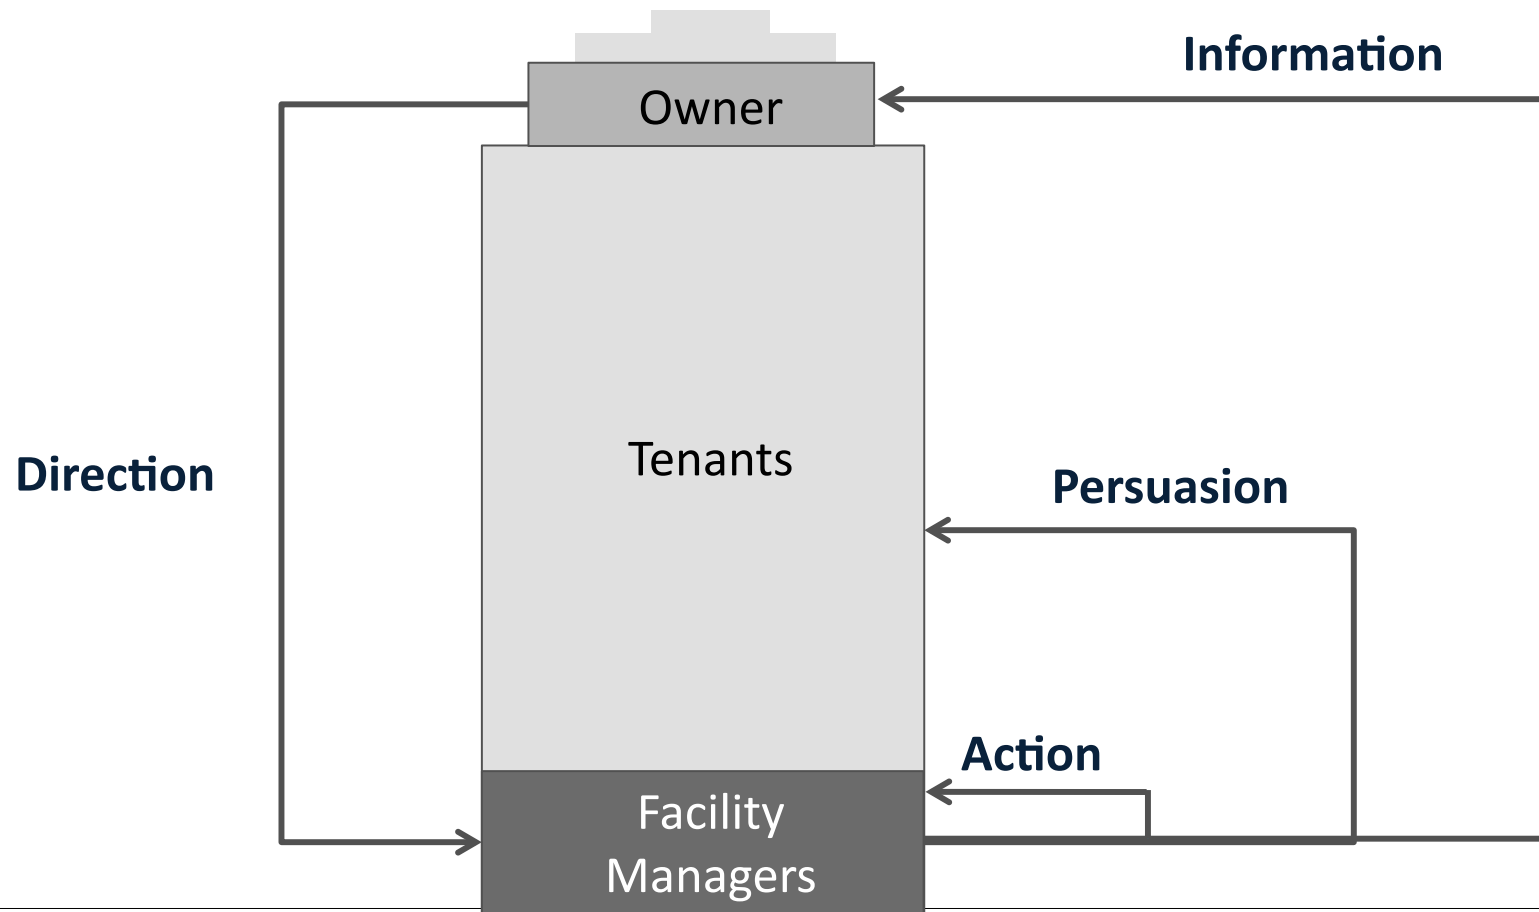 Information
Owner
Direction
Tenants
Persuasion
Action
Facility
Managers